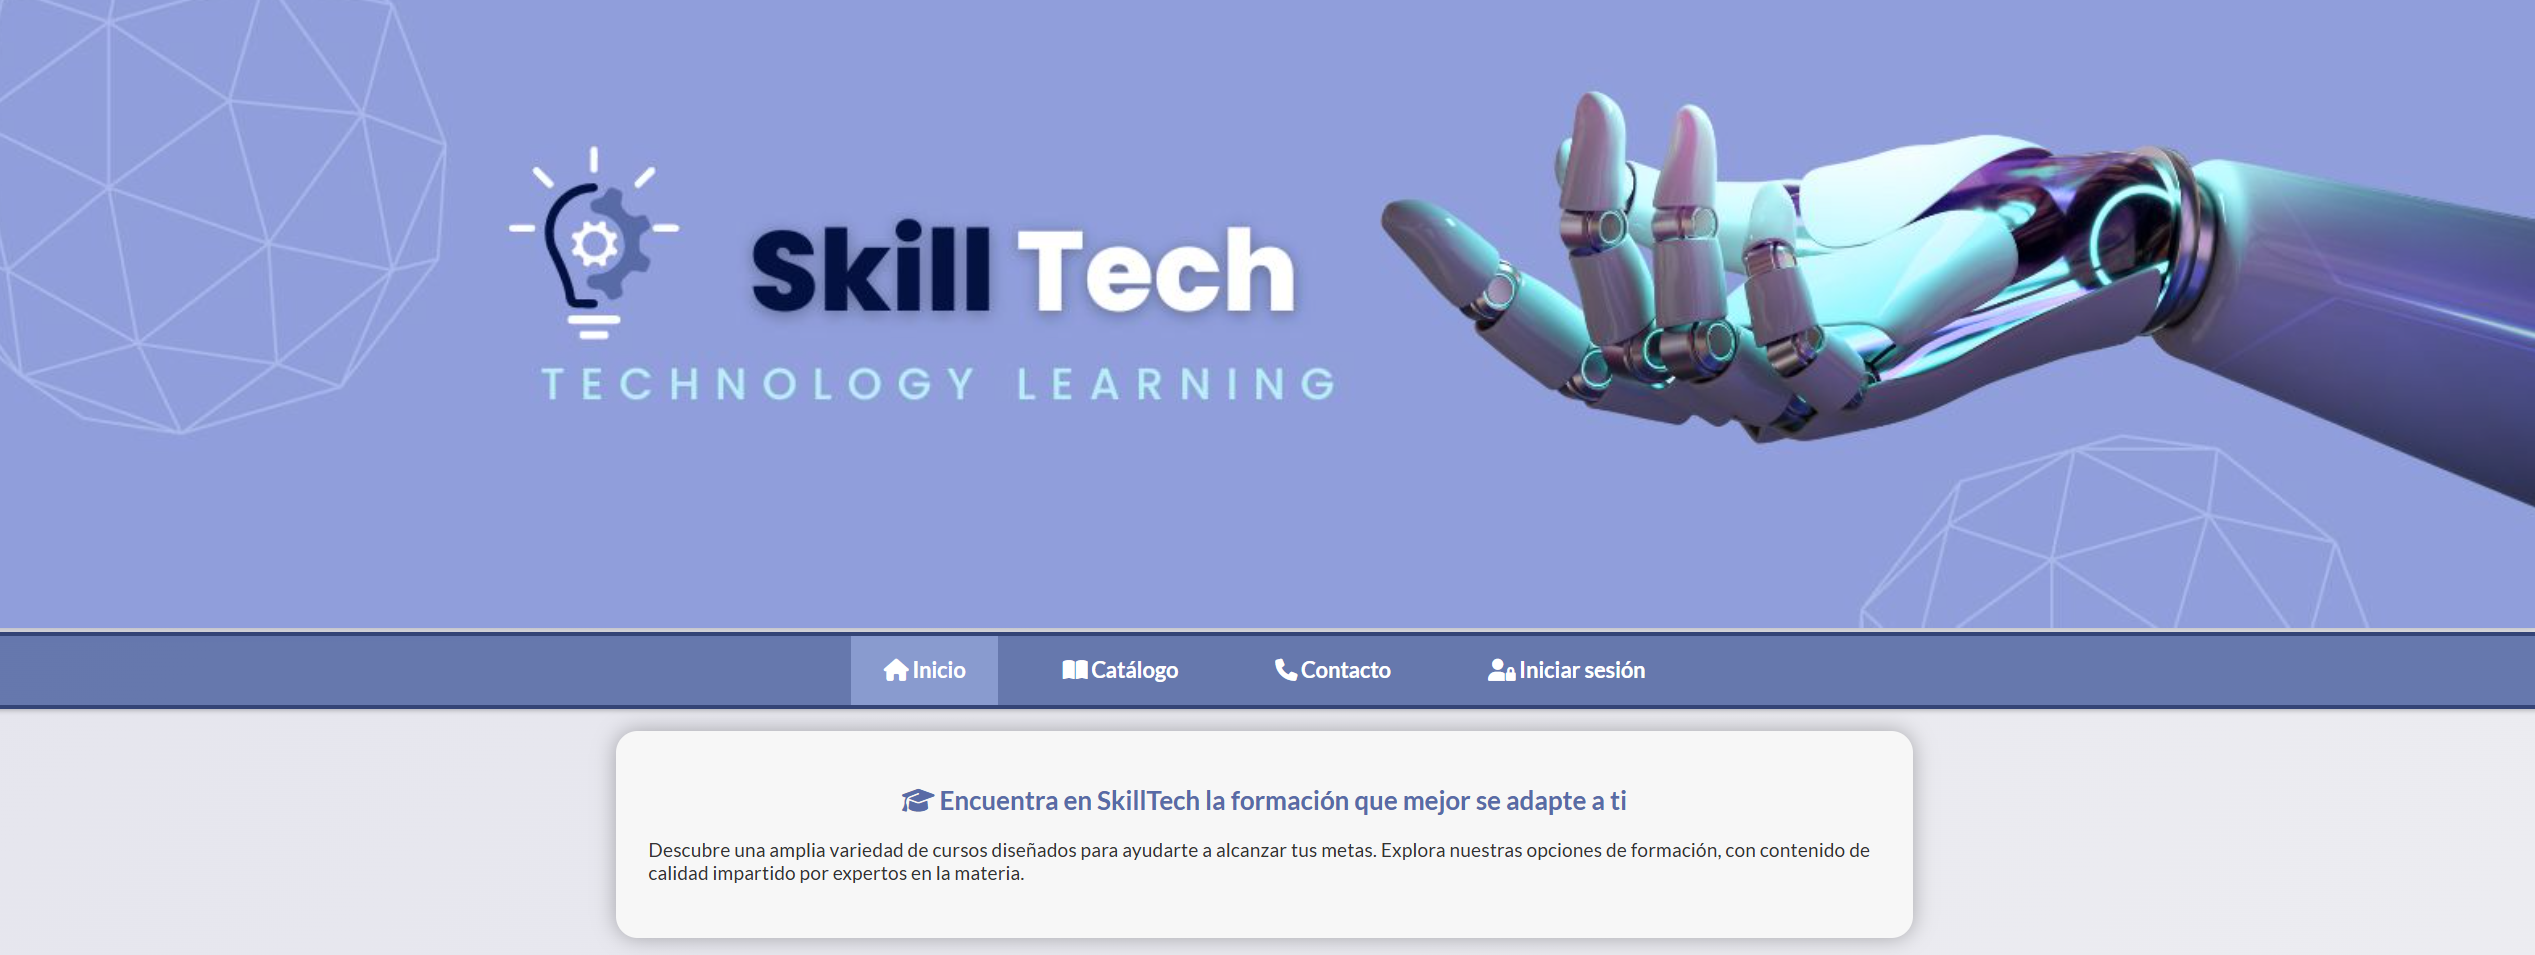 Skill Tech
TECHNOLOGY LEARNING
Inicio
Catálogo
Contacto
Iniciar sesión
Encuentra en SkillTech la formación que mejor se adapte a ti
Descubre una amplia variedad de cursos diseñados para ayudarte a alcanzar tus metas. Explora nuestras opciones de formación, con contenido de
calidad impartido por expertos en la materia.